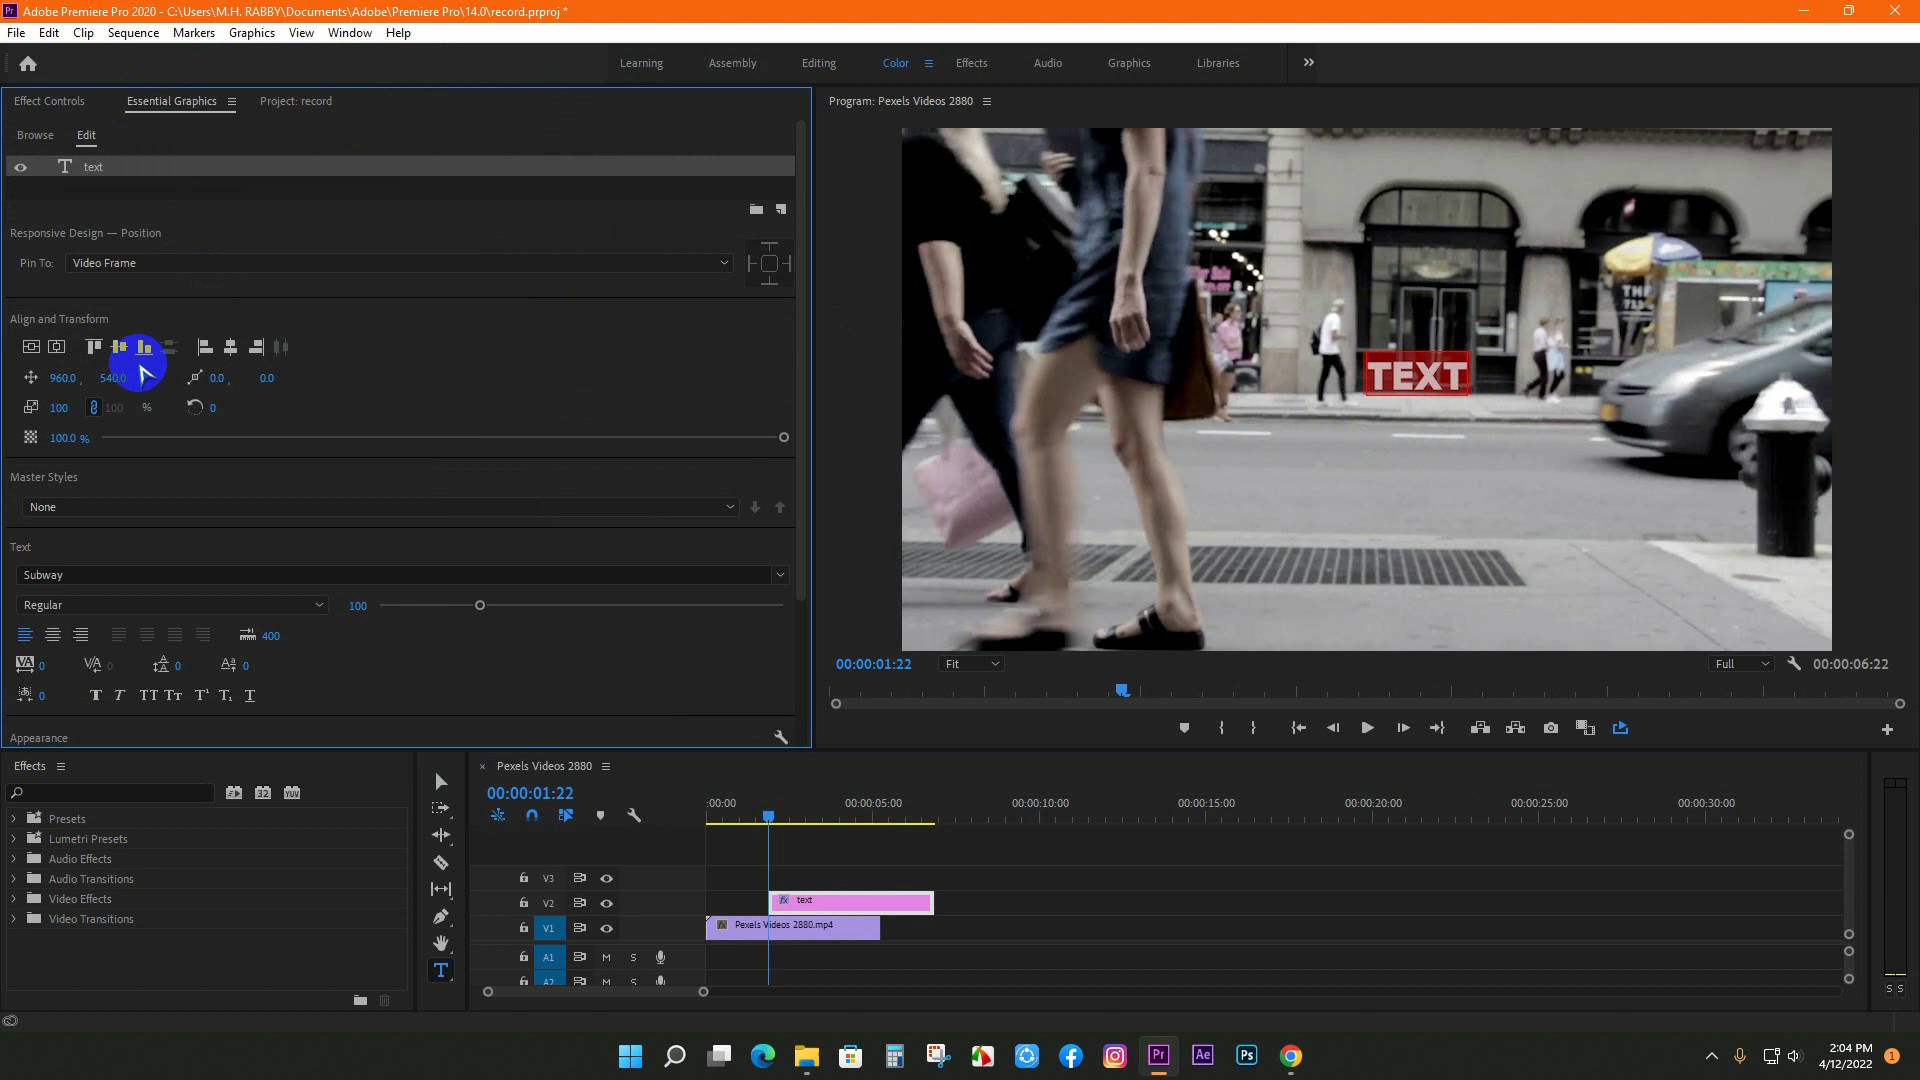 Adobe Premiere Pro 2020 - C:\Users\M.H. RABBY\Documents\Adobe\Premiere Pro\14.0\record.prproj *
File Edit Clip Sequence Markers Graphics View Window Help
Learning Assembly Editing Color Effects Audio Graphics Libraries
Effect Controls Essential Graphics Project: record
Program: Pexels Videos 2880
Browse Edit
text
Responsive Design — Position
Pin To: Video Frame
Align and Transform
960.0 , 540.0 0.0 , 0.0
100 100 % 0
100.0 %
Master Styles
None
Text
Subway
Regular 100
400
0 0 0 0
0
Appearance
TEXT
00:00:01:22 Fit Full 00:00:06:22
Effects
Presets
Lumetri Presets
Audio Effects
Audio Transitions
Video Effects
Video Transitions
Pexels Videos 2880
00:00:01:22
:00:00 00:00:05:00 00:00:10:00 00:00:15:00 00:00:20:00 00:00:25:00 00:00:30:00
V3
V2 text
V1 Pexels Videos 2880.mp4
A1 M S
A2 M S
S S
2:04 PM
4/12/2022
1